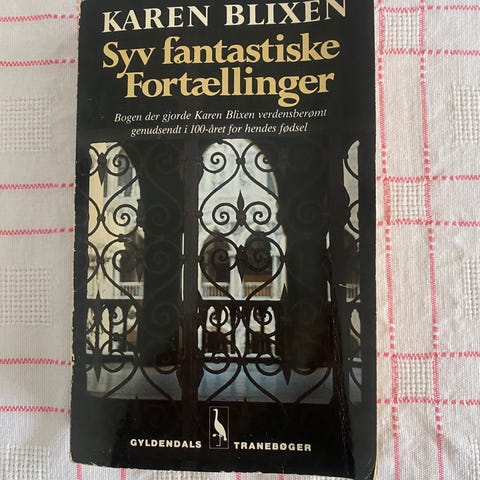 KAREN BLIXEN
Syv fantastiske
Fortællinger
Bogen der gjorde Karen Blixen verdensberømt
genudsendt i 100-året for hendes fødsel
GYLDENDALS TRANEBØGER